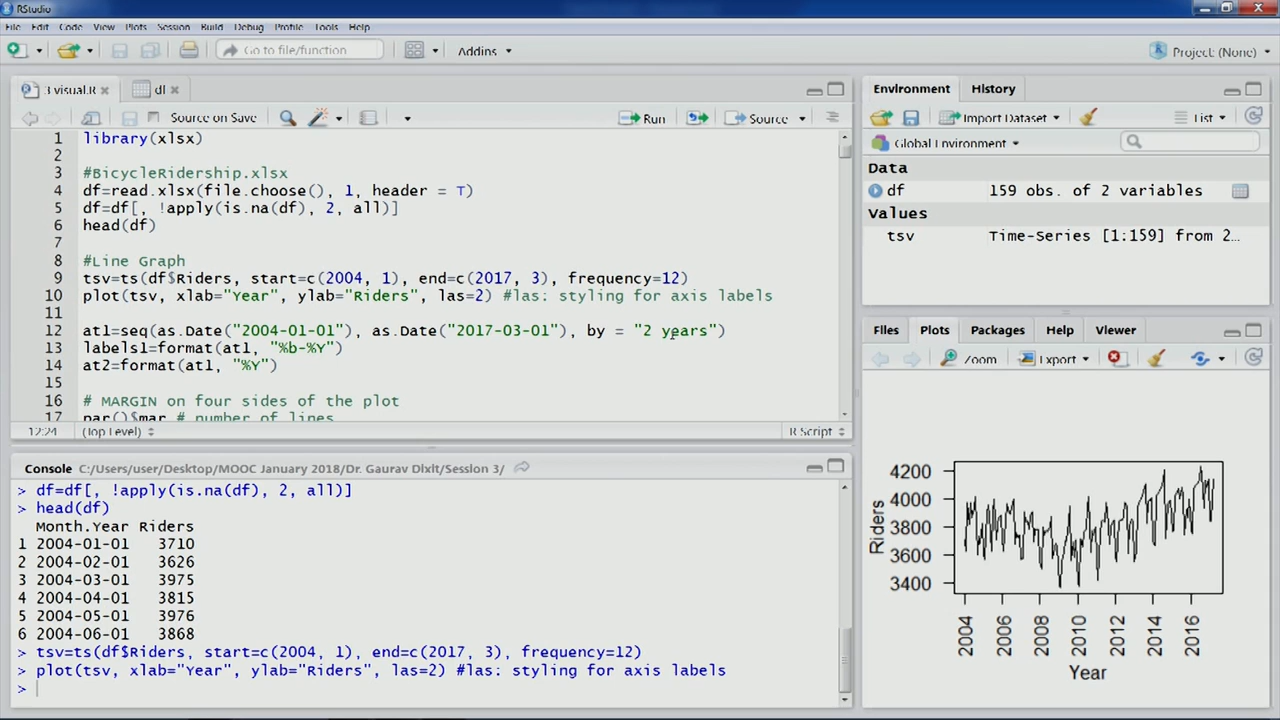 RStudio
File Edit Code View Plots Session Build Debug Profile Tools Help
Go to file/function
Addins
Project: (None)
3 visual.R
df
Source on Save
Run
Source
1 library(xlsx)
2
3 #BicycleRidership.xlsx
4 df=read.xlsx(file.choose(), 1, header = T)
5 df=df[, !apply(is.na(df), 2, all)]
6 head(df)
7
8 #Line Graph
9 tsv=ts(df$Riders, start=c(2004, 1), end=c(2017, 3), frequency=12)
10 plot(tsv, xlab="Year", ylab="Riders", las=2) #las: styling for axis labels
11
12 at1=seq(as.Date("2004-01-01"), as.Date("2017-03-01"), by = "2 years")
13 labels1=format(at1, "%b-%Y")
14 at2=format(at1, "%Y")
15
16 # MARGIN on four sides of the plot
17 par()$mar # number of lines
12:24 (Top Level) R Script
Console C:/Users/user/Desktop/MOOC January 2018/Dr. Gaurav Dixit/Session 3/
> df=df[, !apply(is.na(df), 2, all)]
> head(df)
Month.Year Riders
1 2004-01-01 3710
2 2004-02-01 3626
3 2004-03-01 3975
4 2004-04-01 3815
5 2004-05-01 3976
6 2004-06-01 3868
> tsv=ts(df$Riders, start=c(2004, 1), end=c(2017, 3), frequency=12)
> plot(tsv, xlab="Year", ylab="Riders", las=2) #las: styling for axis labels
>
Environment History
Import Dataset
List
Global Environment
Data
df 159 obs. of 2 variables
Values
tsv Time-Series [1:159] from 2…
Files Plots Packages Help Viewer
Zoom Export
4200
4000
3800
3600
3400
Riders
2004 2006 2008 2010 2012 2014 2016
Year